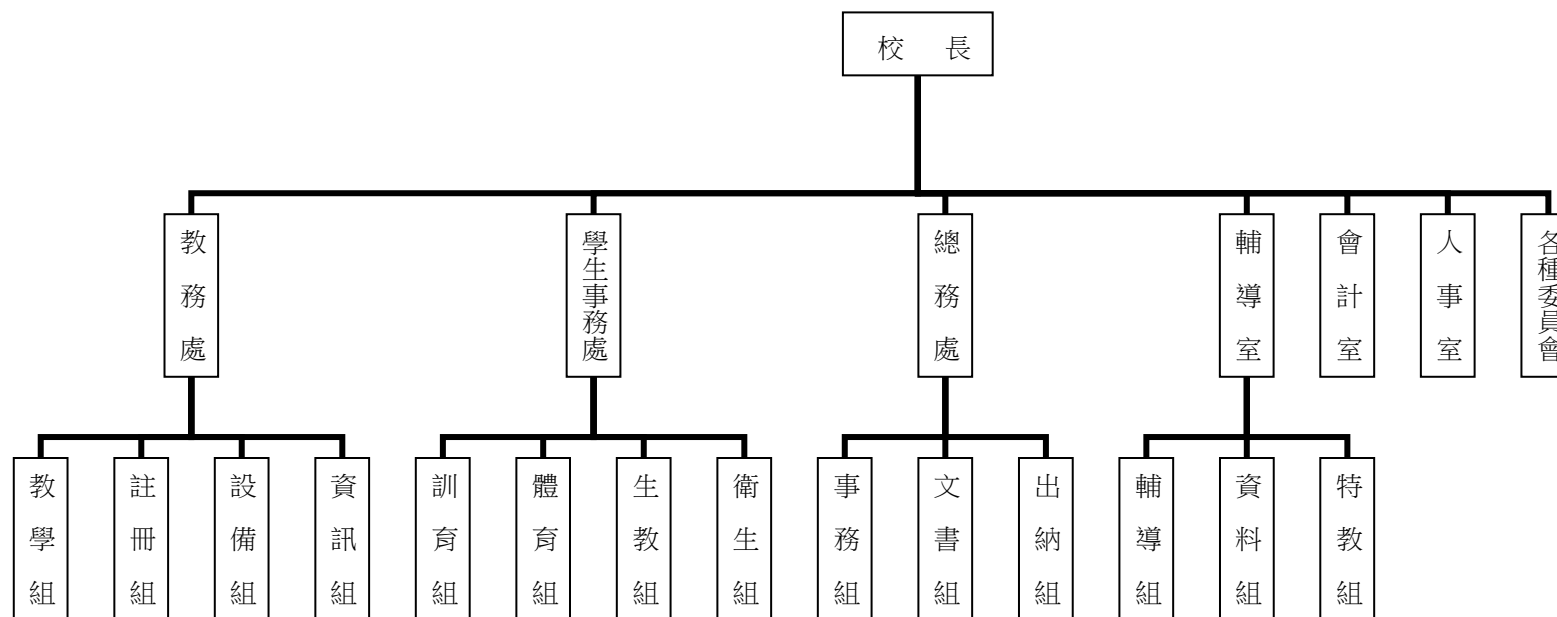 校長
教務處
學生事務處
總務處
輔導室
會計室
人事室
各種委員會
教學組
註冊組
設備組
資訊組
訓育組
體育組
生教組
衛生組
事務組
文書組
出納組
輔導組
資料組
特教組